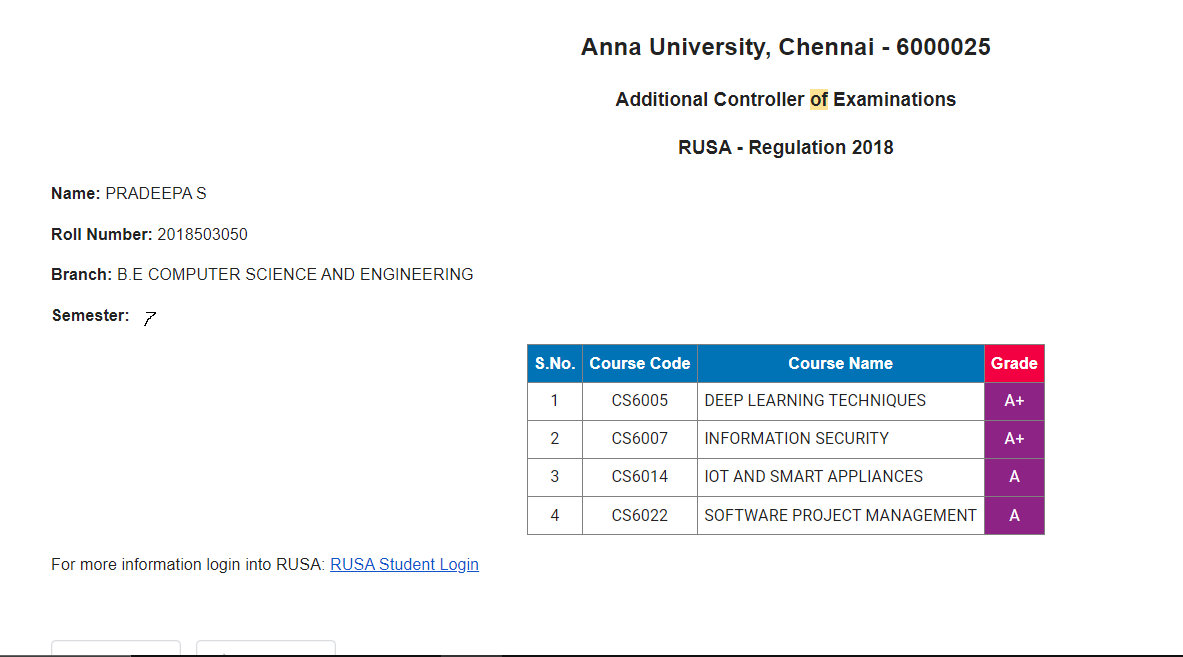 Anna University, Chennai - 6000025
Additional Controller of Examinations
RUSA - Regulation 2018
Name: PRADEEPA S
Roll Number: 2018503050
Branch: B.E COMPUTER SCIENCE AND ENGINEERING
Semester: 7
S.No. Course Code Course Name Grade
1 CS6005 DEEP LEARNING TECHNIQUES A+
2 CS6007 INFORMATION SECURITY A+
3 CS6014 IOT AND SMART APPLIANCES A
4 CS6022 SOFTWARE PROJECT MANAGEMENT A
For more information login into RUSA: RUSA Student Login